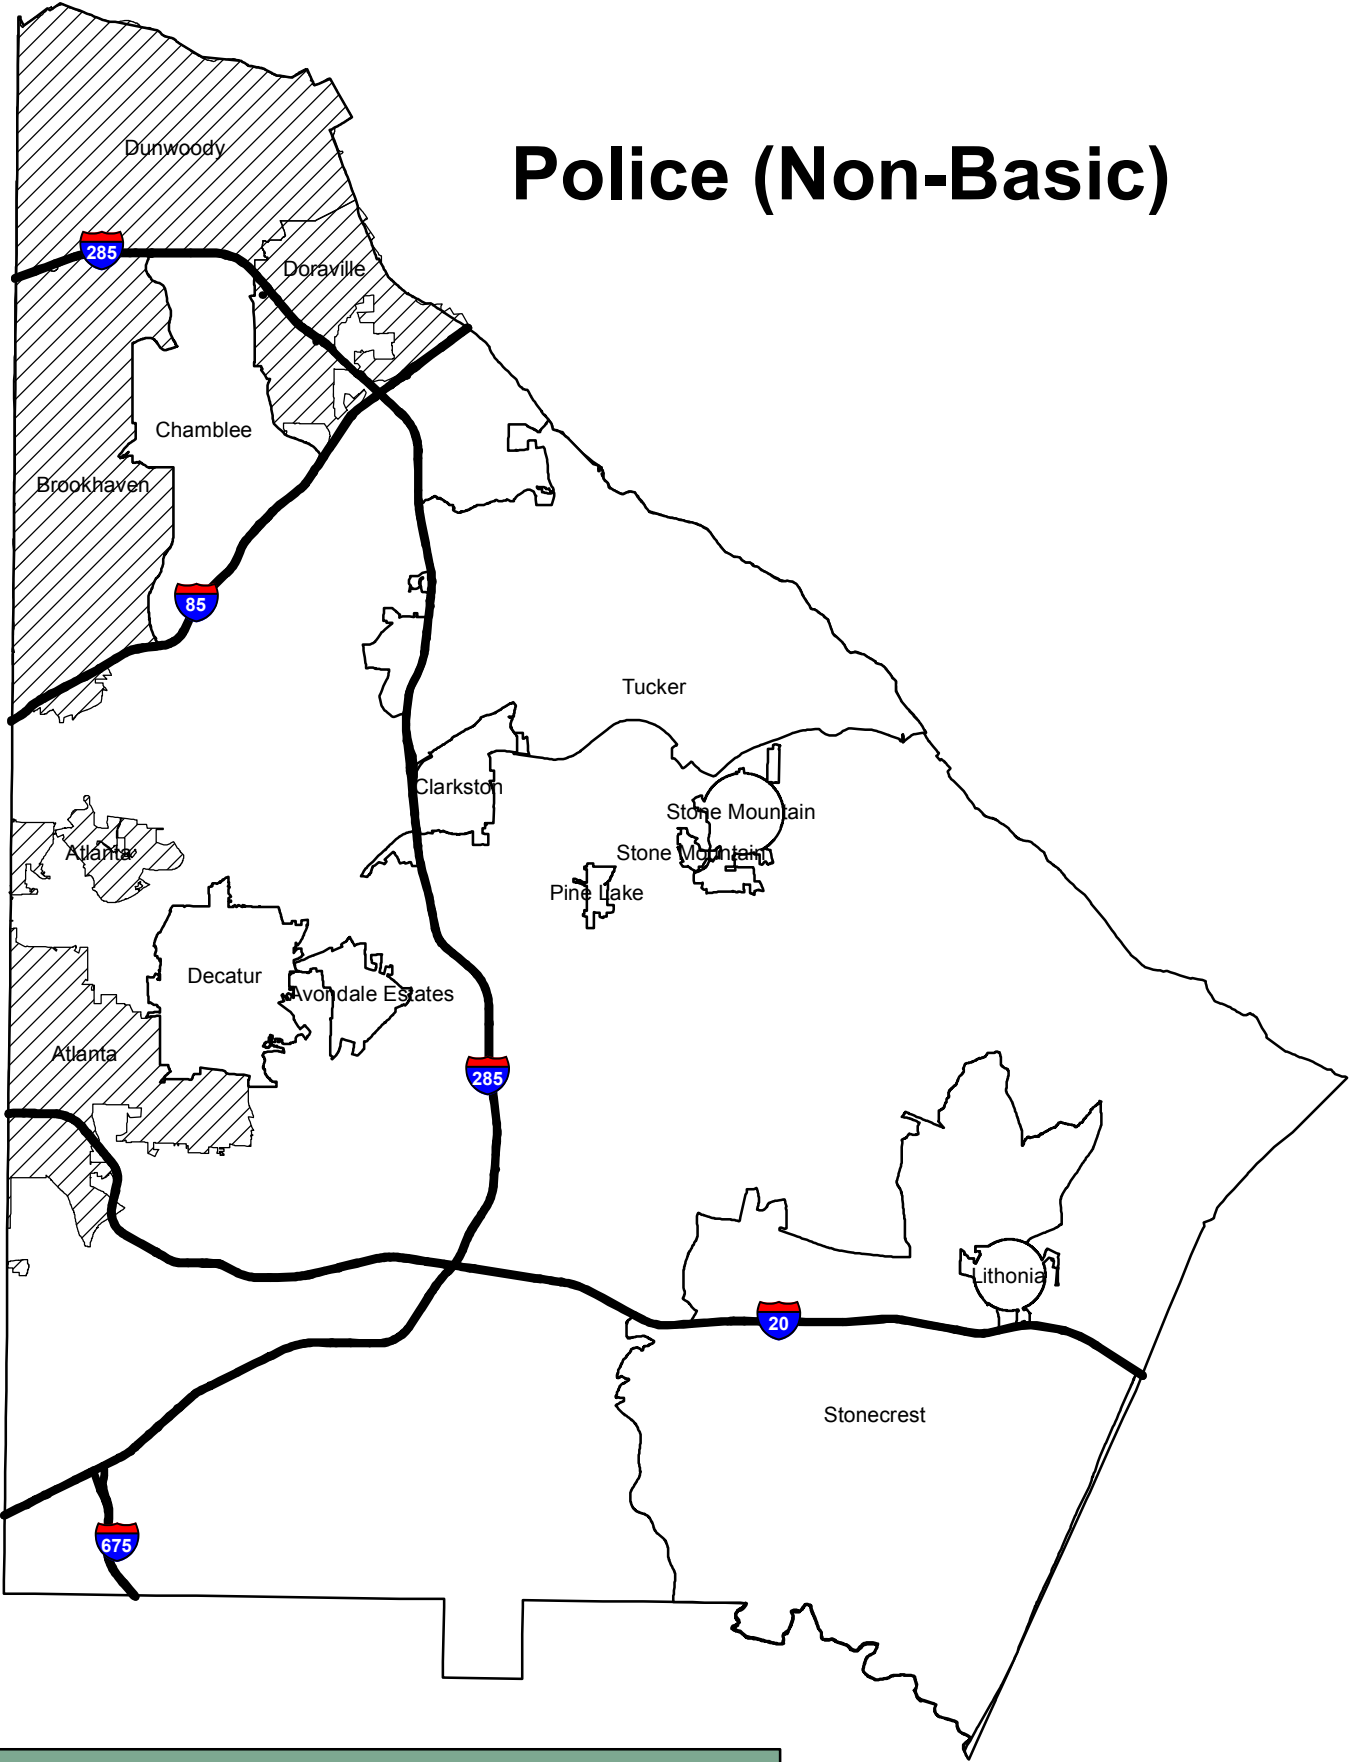 Dunwoody
Police (Non-Basic)
285
Doraville
Chamblee
Brookhaven
85
Tucker
Clarkston
Stone Mountain
Atlanta
Stone Mountain
Pine Lake
Decatur
Avondale Estates
Atlanta
285
Lithonia
20
Stonecrest
675